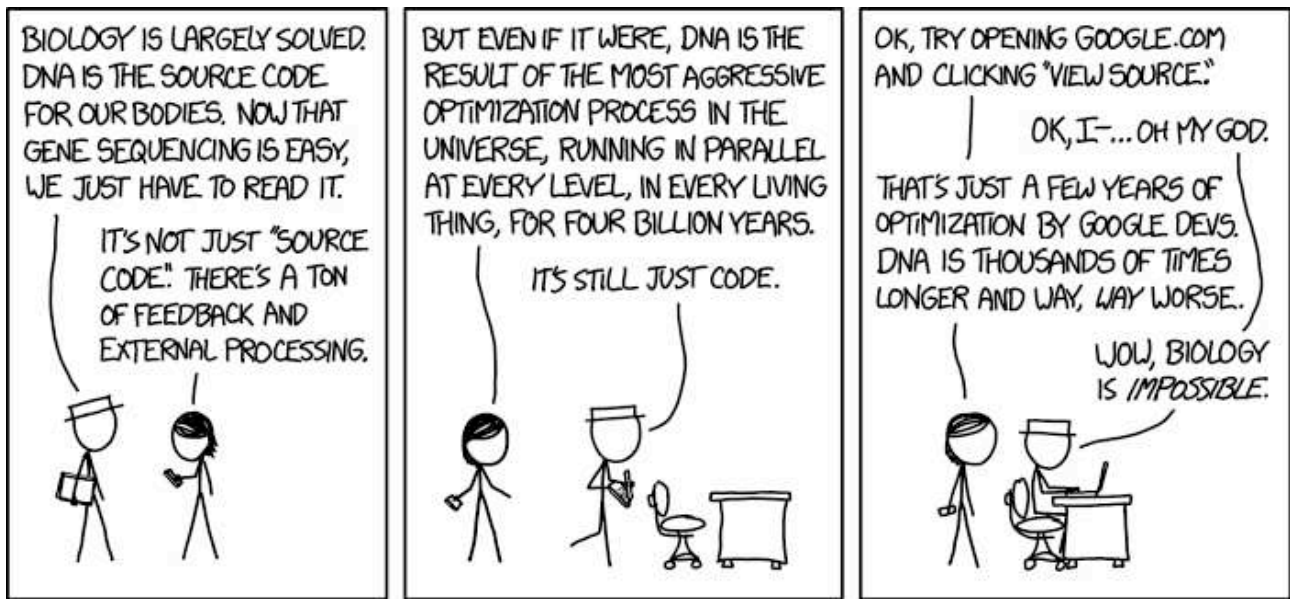 BIOLOGY IS LARGELY SOLVED.
DNA IS THE SOURCE CODE
FOR OUR BODIES. NOW THAT
GENE SEQUENCING IS EASY,
WE JUST HAVE TO READ IT.
IT'S NOT JUST "SOURCE
CODE". THERE'S A TON
OF FEEDBACK AND
EXTERNAL PROCESSING.
BUT EVEN IF IT WERE, DNA IS THE
RESULT OF THE MOST AGGRESSIVE
OPTIMIZATION PROCESS IN THE
UNIVERSE, RUNNING IN PARALLEL
AT EVERY LEVEL, IN EVERY LIVING
THING, FOR FOUR BILLION YEARS.
IT'S STILL JUST CODE.
OK, TRY OPENING GOOGLE.COM
AND CLICKING "VIEW SOURCE."
OK, I-... OH MY GOD.
THAT'S JUST A FEW YEARS OF
OPTIMIZATION BY GOOGLE DEVS.
DNA IS THOUSANDS OF TIMES
LONGER AND WAY, WAY WORSE.
WOW, BIOLOGY
IS IMPOSSIBLE.